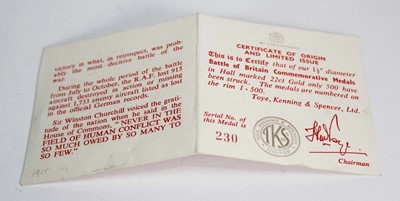 victory in what, in retrospect, was prob-
ably the most decisive battle of the
war.
During the whole period of the battle
from July to October, the R.A.F. lost 915
aircraft destroyed in action or missing
against 1,733 enemy aircraft listed as lost
in the official German records.
Sir Winston Churchill voiced the grati-
tude of the nation when he said in the
House of Commons, "NEVER IN THE
FIELD OF HUMAN CONFLICT WAS
SO MUCH OWED BY SO MANY TO
SO FEW."
CERTIFICATE OF ORIGIN
AND LIMITED ISSUE
This is to Certify that of our 1½" diameter
Battle of Britain Commemorative Medals
in Hall marked 22ct Gold only 500 have
been struck. The medals are numbered on
the rim 1 - 500.
Toye, Kenning & Spencer, Ltd.
Serial No. of
this Medal is
230
TKS
Chairman